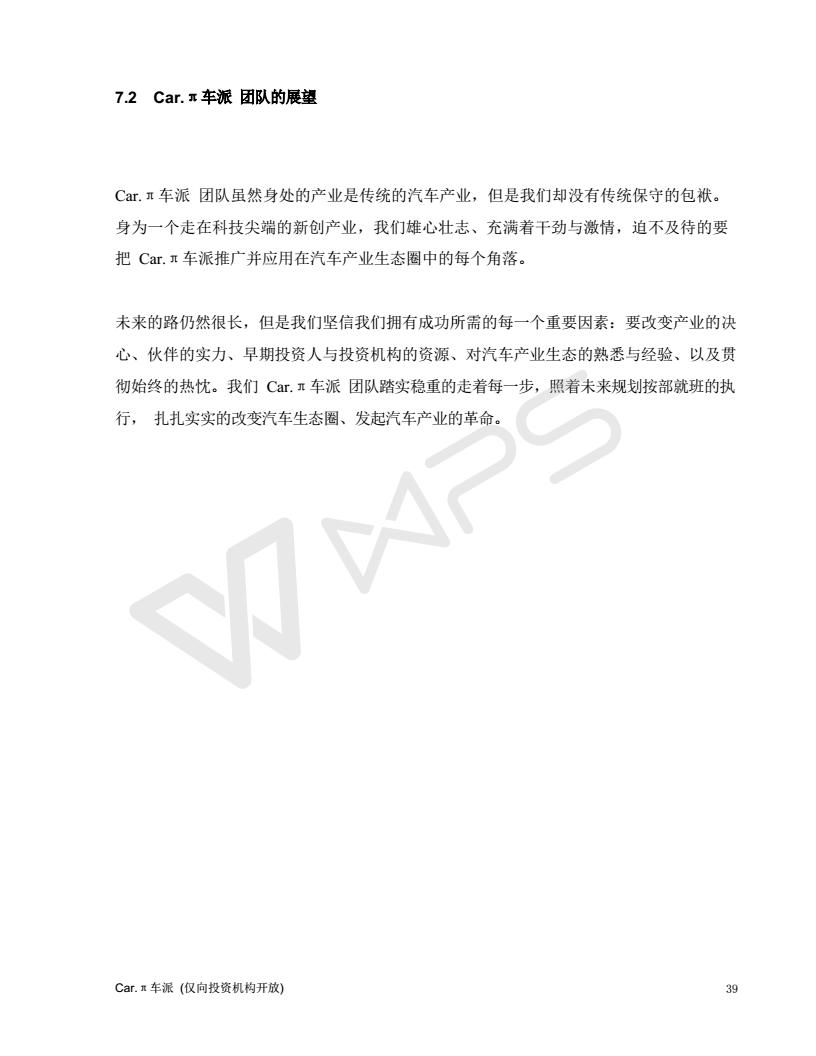 7.2 Car.π车派 团队的展望
Car.π车派 团队虽然身处的产业是传统的汽车产业，但是我们却没有传统保守的包袱。
身为一个走在科技尖端的新创产业，我们雄心壮志、充满着干劲与激情，迫不及待的要
把 Car.π车派推广并应用在汽车产业生态圈中的每个角落。
未来的路仍然很长，但是我们坚信我们拥有成功所需的每一个重要因素：要改变产业的决
心、伙伴的实力、早期投资人与投资机构的资源、对汽车产业生态的熟悉与经验、以及贯
彻始终的热忱。我们 Car.π车派 团队踏实稳重的走着每一步，照着未来规划按部就班的执
行， 扎扎实实的改变汽车生态圈、发起汽车产业的革命。
WPS
Car.π车派 (仅向投资机构开放) 39